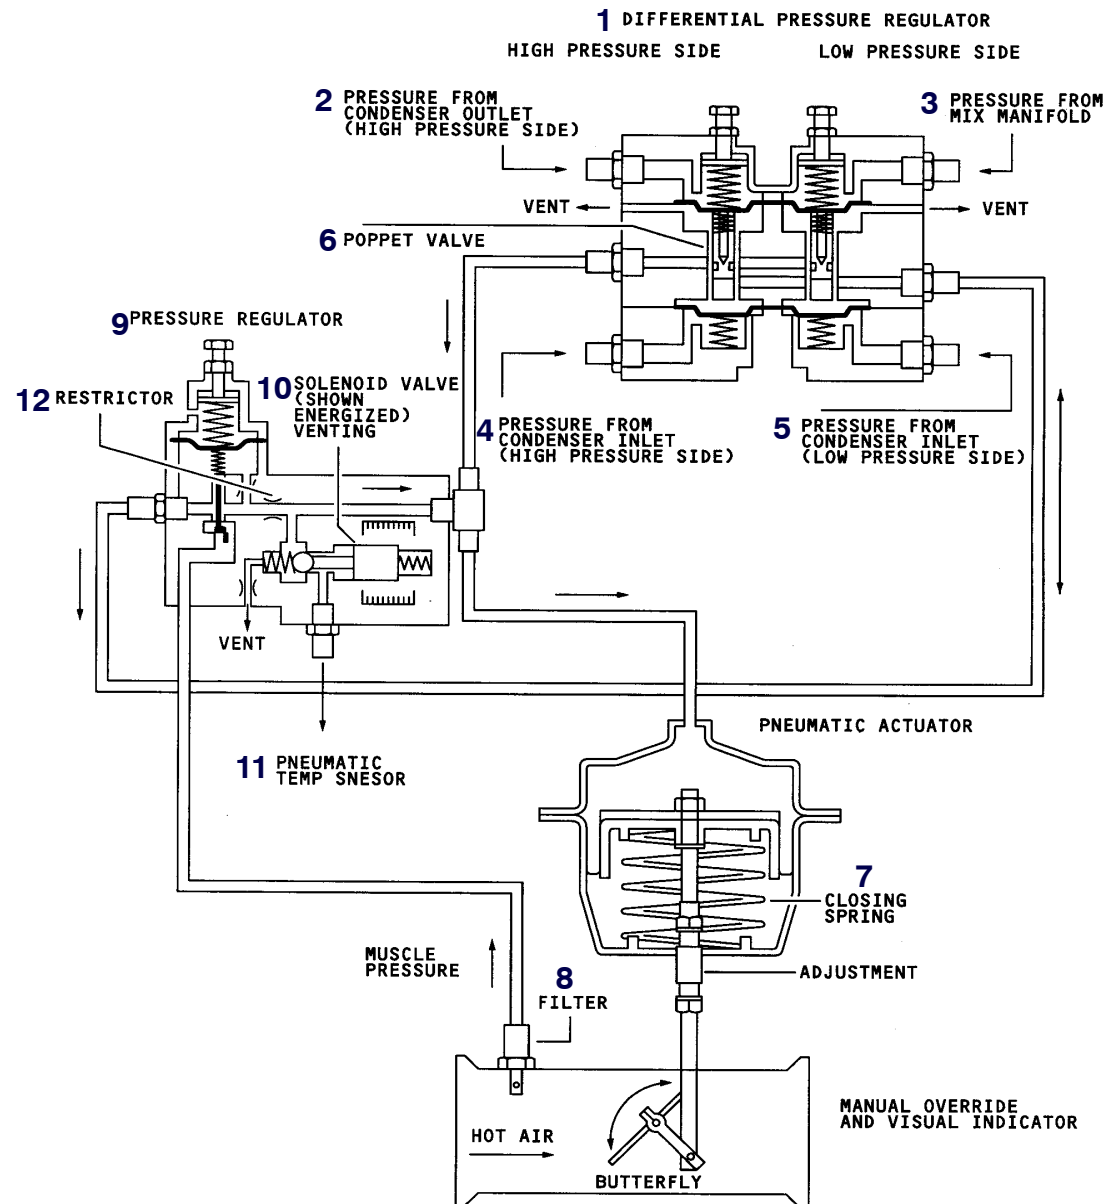 1 DIFFERENTIAL PRESSURE REGULATOR
HIGH PRESSURE SIDE
LOW PRESSURE SIDE
2 PRESSURE FROM
CONDENSER OUTLET
(HIGH PRESSURE SIDE)
3 PRESSURE FROM
MIX MANIFOLD
VENT
VENT
6 POPPET VALVE
9 PRESSURE REGULATOR
10 SOLENOID VALVE
(SHOWN
ENERGIZED)
VENTING
12 RESTRICTOR
4 PRESSURE FROM
CONDENSER INLET
(HIGH PRESSURE SIDE)
5 PRESSURE FROM
CONDENSER INLET
(LOW PRESSURE SIDE)
VENT
11 PNEUMATIC
TEMP SNESOR
PNEUMATIC ACTUATOR
7
CLOSING
SPRING
MUSCLE
PRESSURE
ADJUSTMENT
8
FILTER
HOT AIR
BUTTERFLY
MANUAL OVERRIDE
AND VISUAL INDICATOR